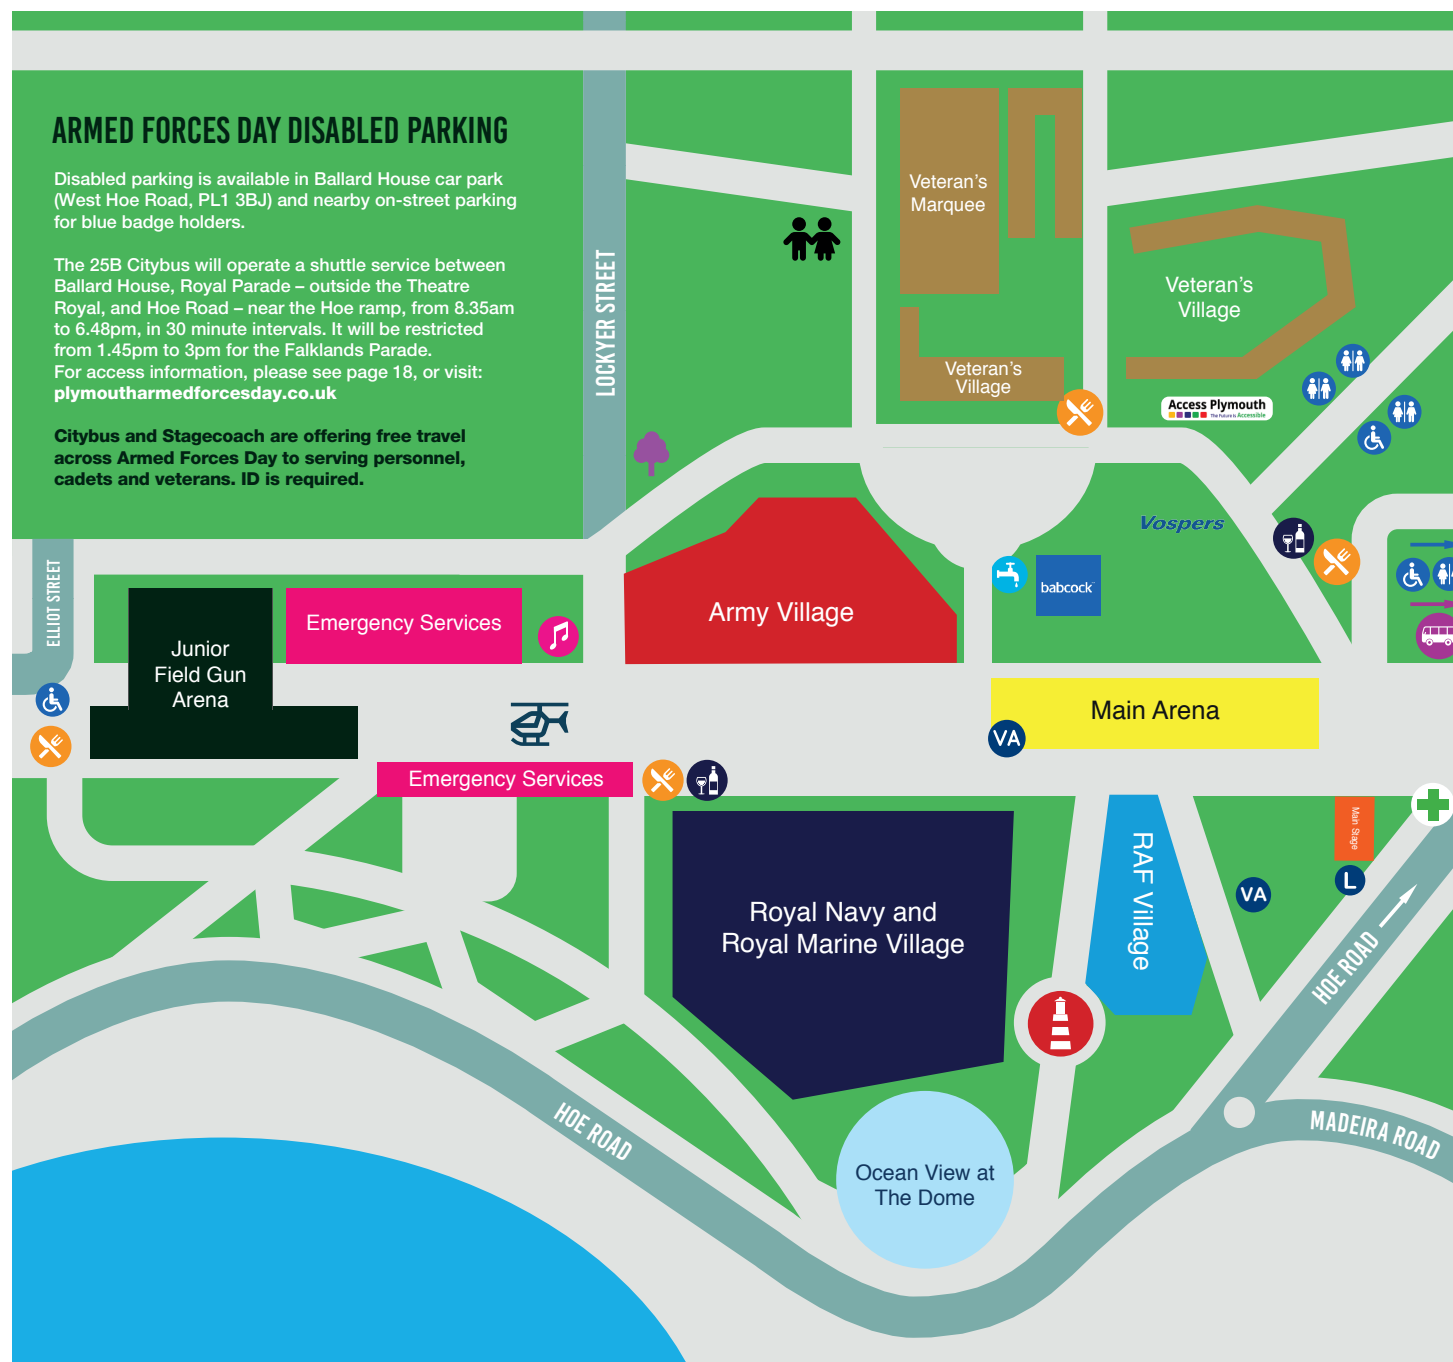 ARMED FORCES DAY DISABLED PARKING
Disabled parking is available in Ballard House car park
(West Hoe Road, PL1 3BJ) and nearby on-street parking
for blue badge holders.
The 25B Citybus will operate a shuttle service between
Ballard House, Royal Parade – outside the Theatre
Royal, and Hoe Road – near the Hoe ramp, from 8.35am
to 6.48pm, in 30 minute intervals. It will be restricted
from 1.45pm to 3pm for the Falklands Parade.
For access information, please see page 18, or visit:
plymoutharmedforcesday.co.uk
Citybus and Stagecoach are offering free travel
across Armed Forces Day to serving personnel,
cadets and veterans. ID is required.
LOCKYER STREET
Veteran's
Marquee
Veteran's
Village
Veteran's
Village
Access Plymouth
The Future is Accessible
Vospers
babcock
ELLIOT STREET
Junior
Field Gun
Arena
Emergency Services
Army Village
Main Arena
VA
Emergency Services
Main Stage
L
VA
RAF Village
Royal Navy and
Royal Marine Village
HOE ROAD
HOE ROAD
MADEIRA ROAD
Ocean View at
The Dome